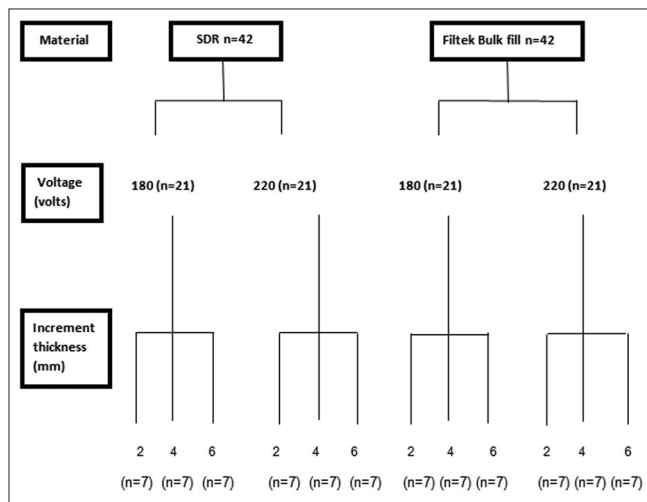 Material
SDR n=42
Filtek Bulk fill n=42
Voltage
(volts)
180 (n=21)
220 (n=21)
180 (n=21)
220 (n=21)
Increment
thickness
(mm)
2 4 6 2 4 6 2 4 6 2 4 6
(n=7) (n=7) (n=7) (n=7) (n=7) (n=7) (n=7) (n=7) (n=7) (n=7) (n=7) (n=7)